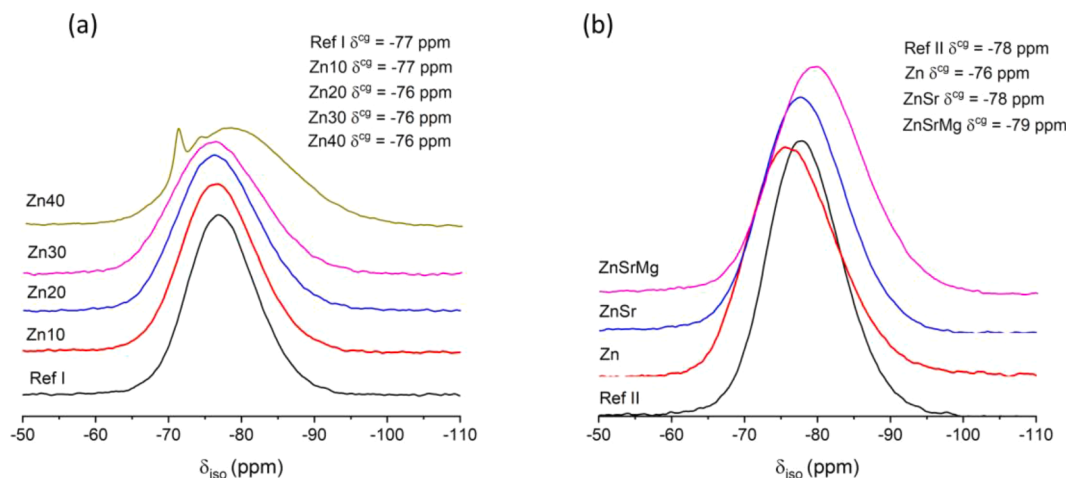 (a)
Ref I δᶜᵍ = -77 ppm
Zn10 δᶜᵍ = -77 ppm
Zn20 δᶜᵍ = -76 ppm
Zn30 δᶜᵍ = -76 ppm
Zn40 δᶜᵍ = -76 ppm
Zn40
Zn30
Zn20
Zn10
Ref I
-50 -60 -70 -80 -90 -100 -110
δiso (ppm)
(b)
Ref II δᶜᵍ = -78 ppm
Zn δᶜᵍ = -76 ppm
ZnSr δᶜᵍ = -78 ppm
ZnSrMg δᶜᵍ = -79 ppm
ZnSrMg
ZnSr
Zn
Ref II
-50 -60 -70 -80 -90 -100 -110
δiso (ppm)